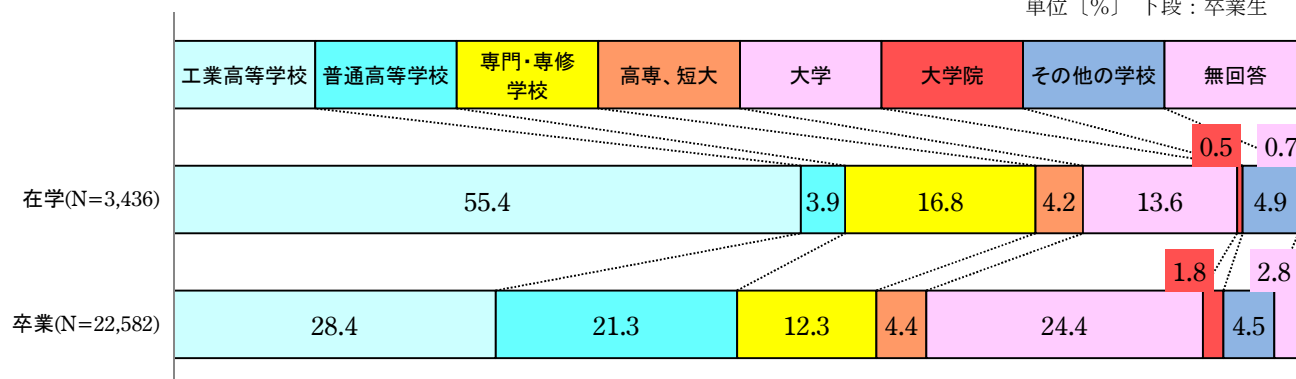 単位〔%〕 下段：卒業生
工業高等学校 普通高等学校 専門・専修 高専、短大 大学 大学院 その他の学校 無回答
学校
0.5 0.7
在学(N=3,436) 55.4 3.9 16.8 4.2 13.6 4.9
1.8 2.8
卒業(N=22,582) 28.4 21.3 12.3 4.4 24.4 4.5